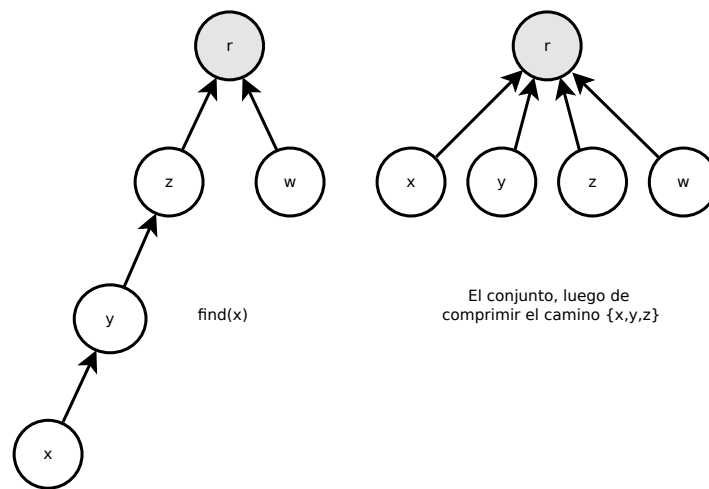 r
z
w
y
find(x)
x
r
x
y
z
w
El conjunto, luego de
comprimir el camino {x,y,z}